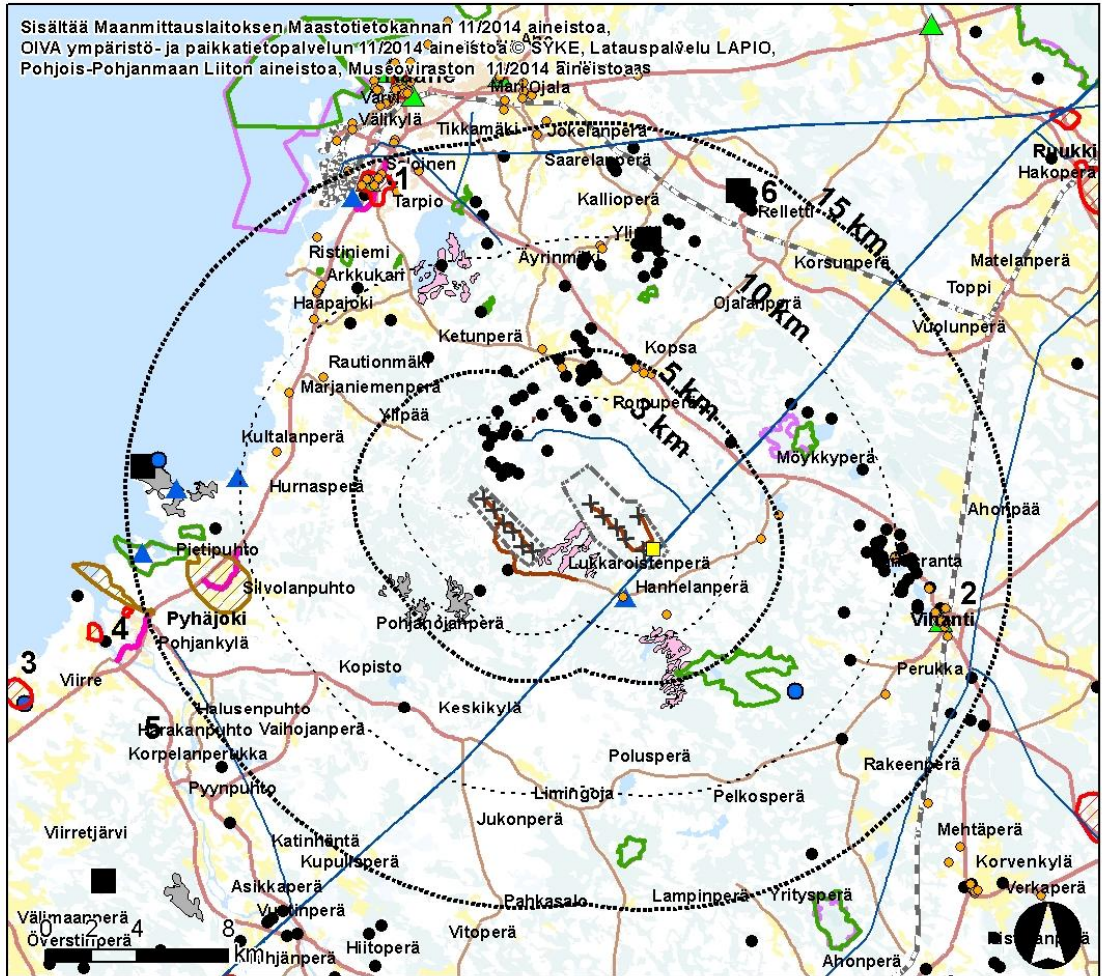 Sisältää Maanmittauslaitoksen Maastotietokannan 11/2014 aineistoa,
OIVA ympäristö- ja paikkatietopalvelun 11/2014 aineistoa © SYKE, Latauspalvelu LAPIO,
Pohjois-Pohjanmaan Liiton aineistoa, Museoviraston 11/2014 aineistoa
Ojala
Välikylä
Tikkamäki
Jokelanperä
Saarelanperä
Ruukki
Hakoperä
1
Tarpio
Kallioperä
6
Relletti
15 km
Ristiniemi
Arkkukari
Äyrinmäki
Korsunperä
Matelanperä
Haapajoki
10 km
Ojalanperä
Toppi
Vuolunperä
Ketunperä
Kopsa
Rautionmäki
Marjaniemenperä
5 km
Romuperä
Ylipää
3 km
Kultalanperä
Möykkyperä
Hurnasperä
Ahonpää
Pietipuhto
Lukkaroistenperä
Silvolanpuhto
Hanhelanperä
2
Vihanti
Pyhäjoki
4
Pohjankylä
Pohjanojanperä
3
Viirre
Kopisto
Perukka
Keskikylä
Halusenpuhto
5
Harakanpuhto
Vaihojanperä
Korpelanperukka
Polusperä
Rakeenperä
Pyynpuhto
Limingoja
Pelkosperä
Jukonperä
Viirretjärvi
Katinhäntä
Kupulisperä
Mehtäperä
Korvenkylä
Asikkaperä
Pahkasalo
Lampinperä
Yritysperä
Verkaperä
Välimaanperä
Vuotinperä
Vitoperä
Hiitoperä
Ahonperä
0 2 4 8
km